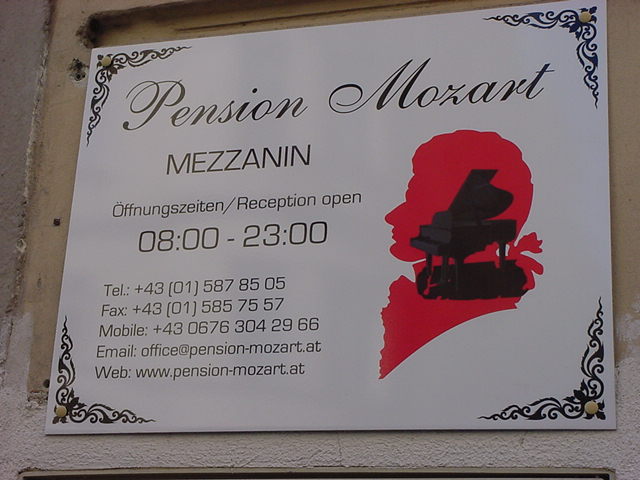 Pension Mozart
MEZZANIN
Öffnungszeiten/Reception open
08:00 - 23:00
Tel.: +43 (01) 587 85 05
Fax: +43 (01) 585 75 57
Mobile: +43 0676 304 29 66
Email: office@pension-mozart.at
Web: www.pension-mozart.at